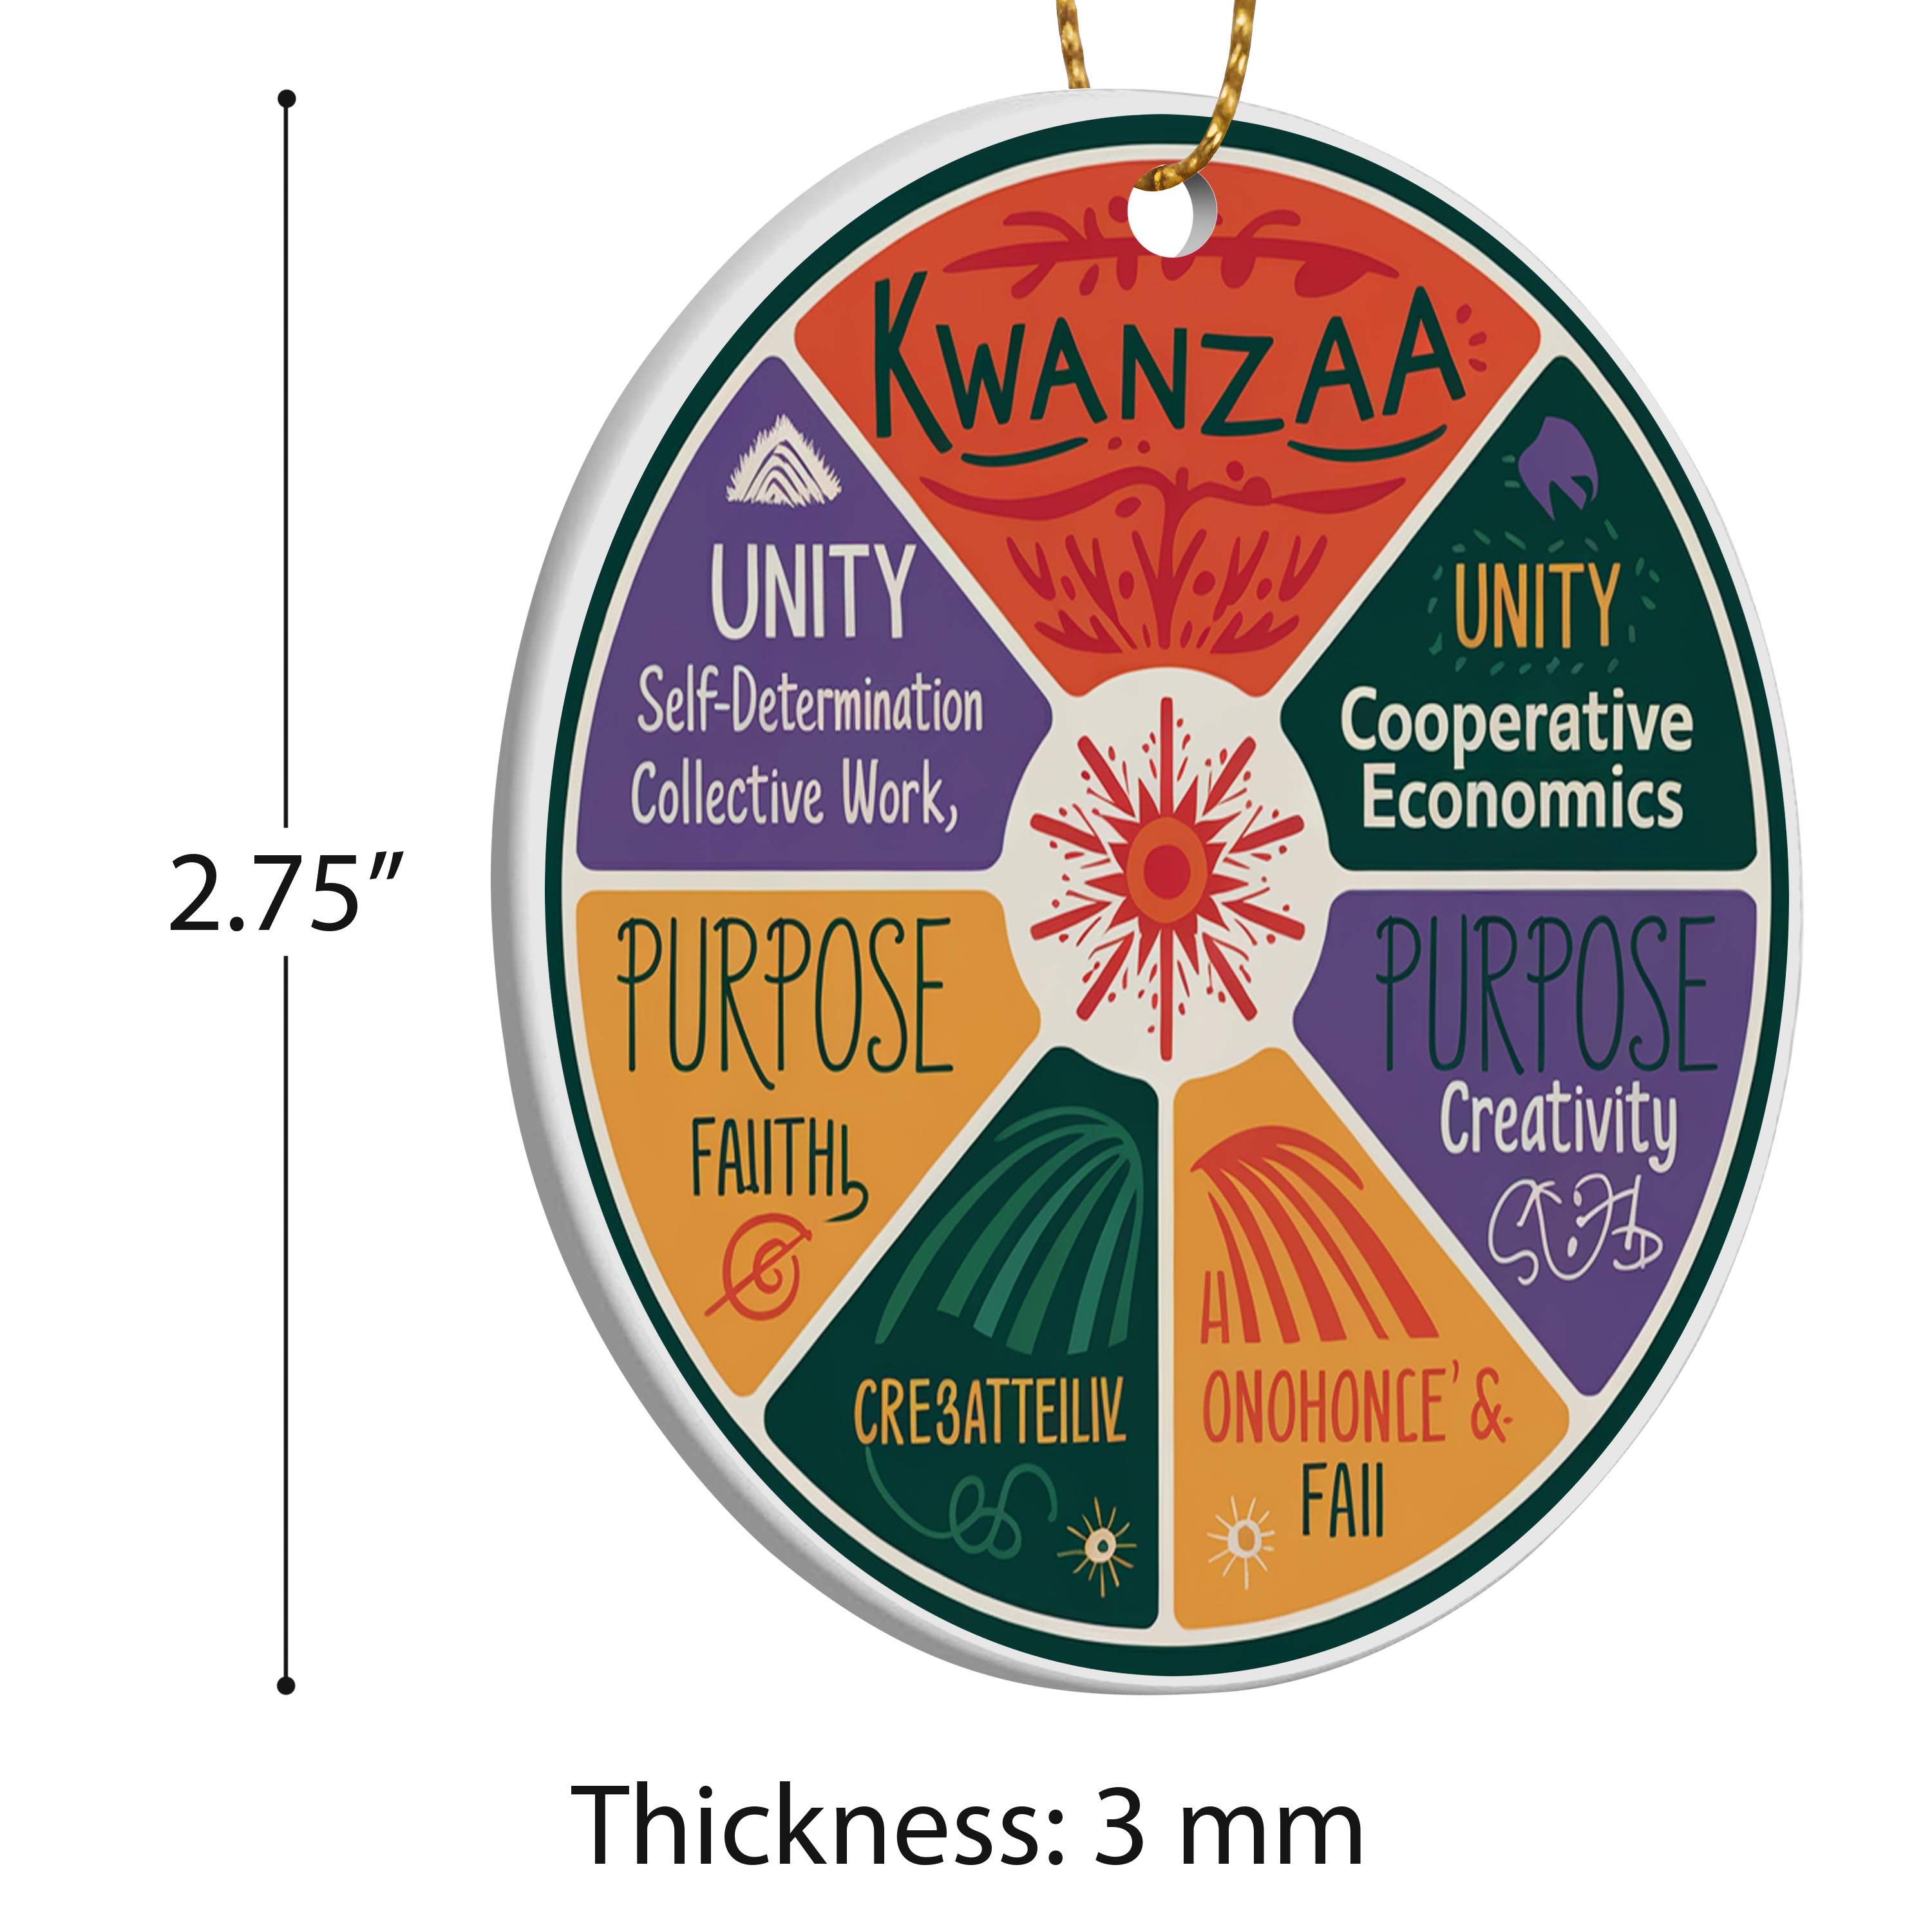 KWANZAA
UNITY
Self-Determination
Collective Work,
UNITY
Cooperative
Economics
2.75"
PURPOSE
FAIITHL
PURPOSE
Creativity
CRE3ATTEILIV
ONOHONCE' &
FAII
Thickness: 3 mm